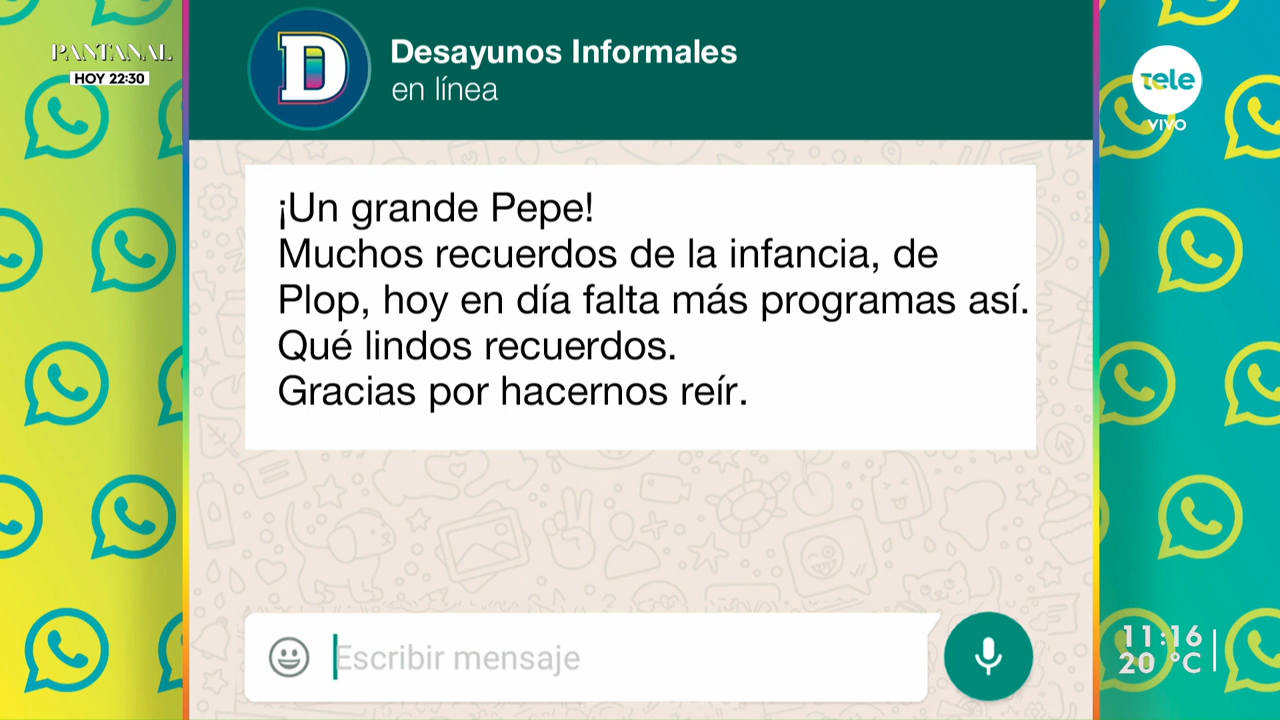 PANTANAL
HOY 22:30
D
Desayunos Informales
en línea
tele
VIVO
¡Un grande Pepe!
Muchos recuerdos de la infancia, de
Plop, hoy en día falta más programas así.
Qué lindos recuerdos.
Gracias por hacernos reír.
Escribir mensaje
11:16
20 °C